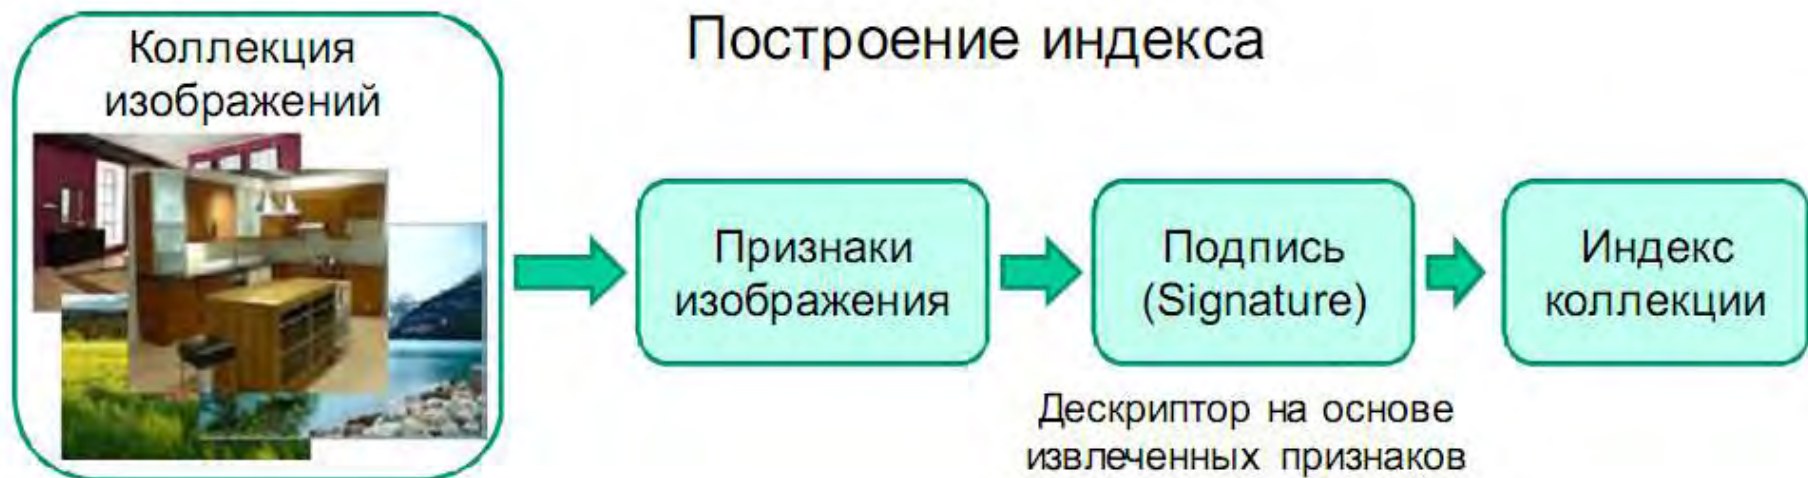 Построение индекса
Коллекция
изображений
Признаки
изображения
Подпись
(Signature)
Индекс
коллекции
Дескриптор на основе
извлеченных признаков